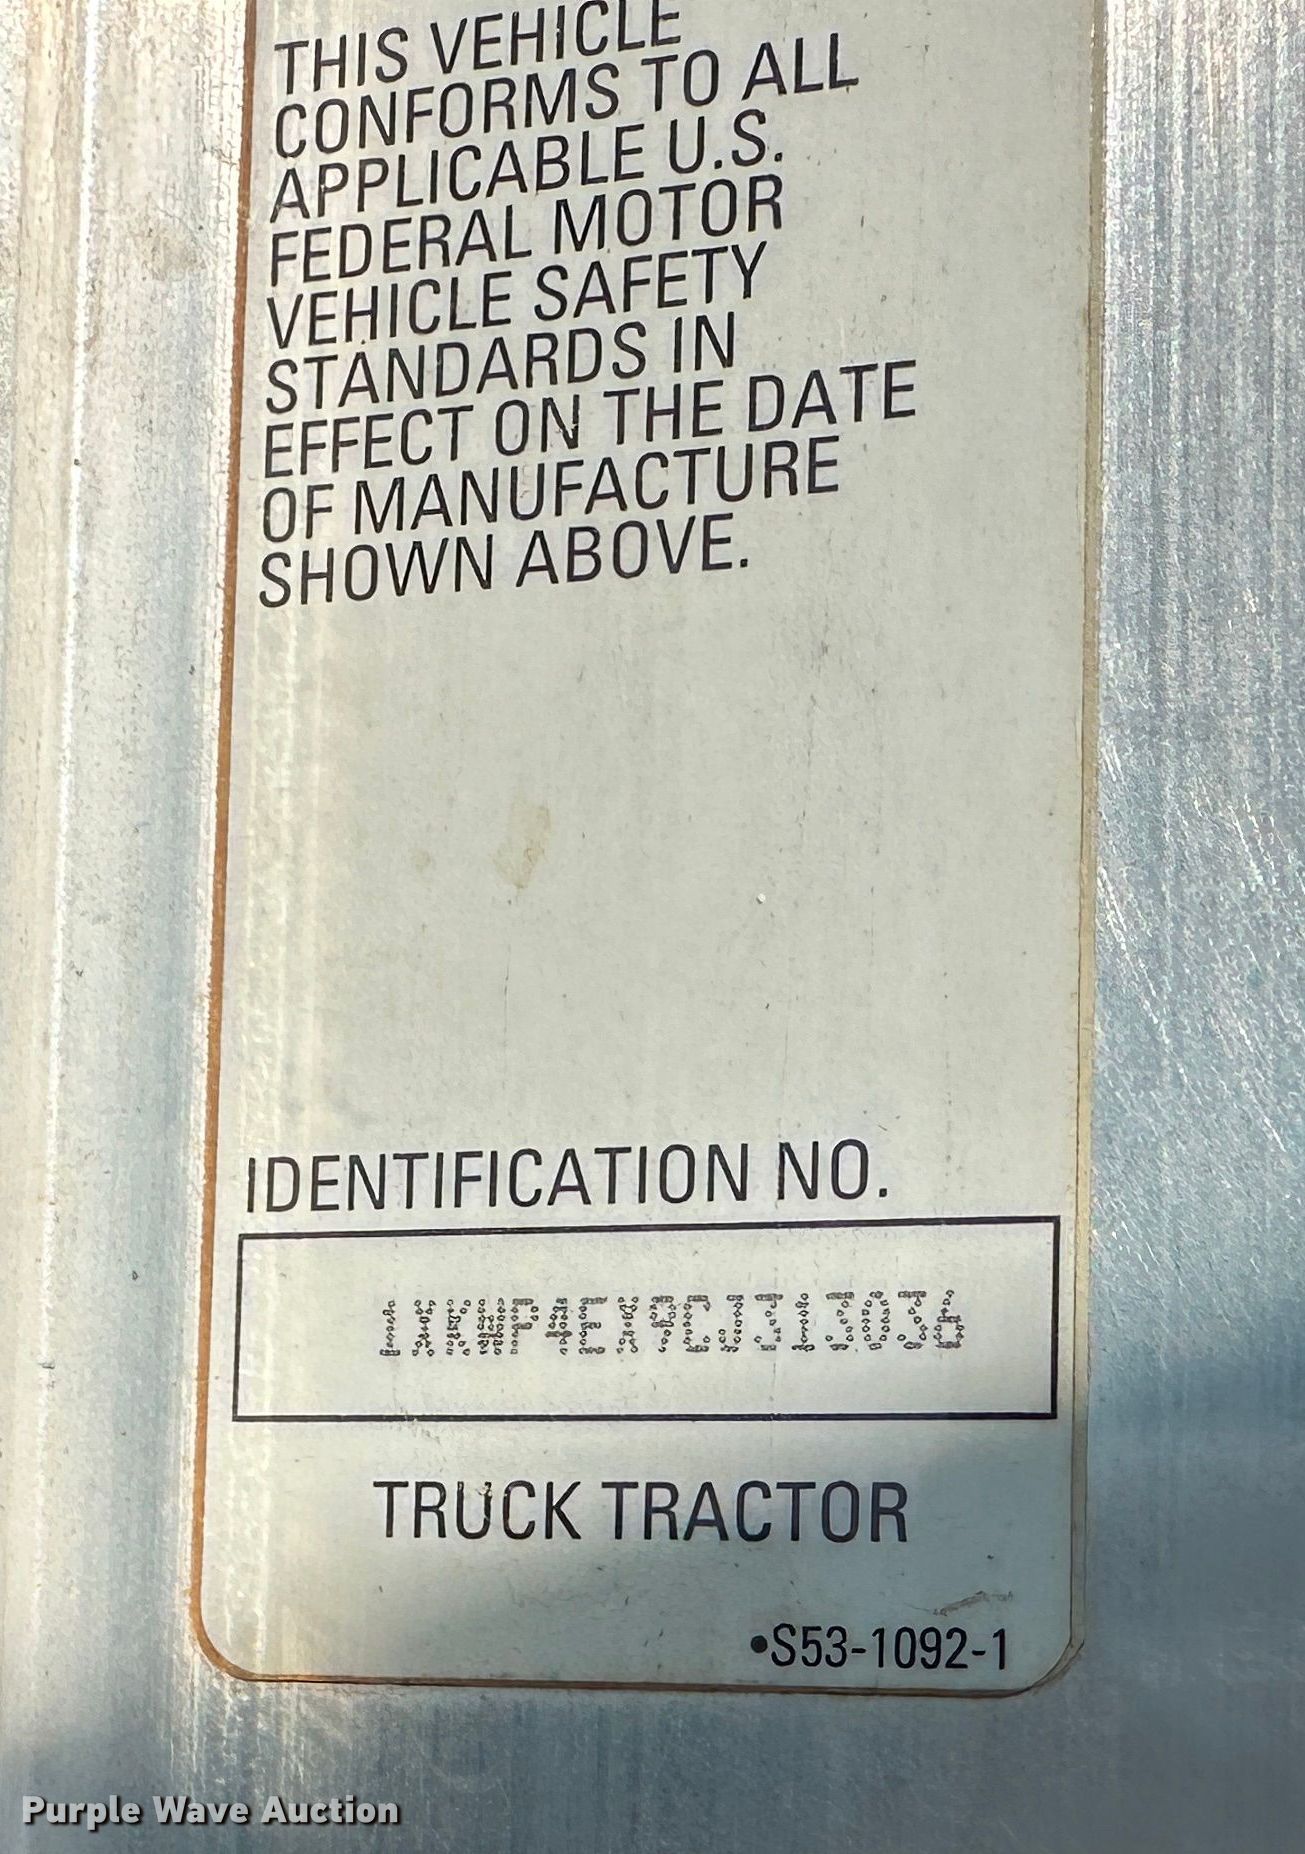 THIS VEHICLE
CONFORMS TO ALL
APPLICABLE U.S.
FEDERAL MOTOR
VEHICLE SAFETY
STANDARDS IN
EFFECT ON THE DATE
OF MANUFACTURE
SHOWN ABOVE.
IDENTIFICATION NO.
TRUCK TRACTOR
•S53-1092-1
Purple Wave Auction